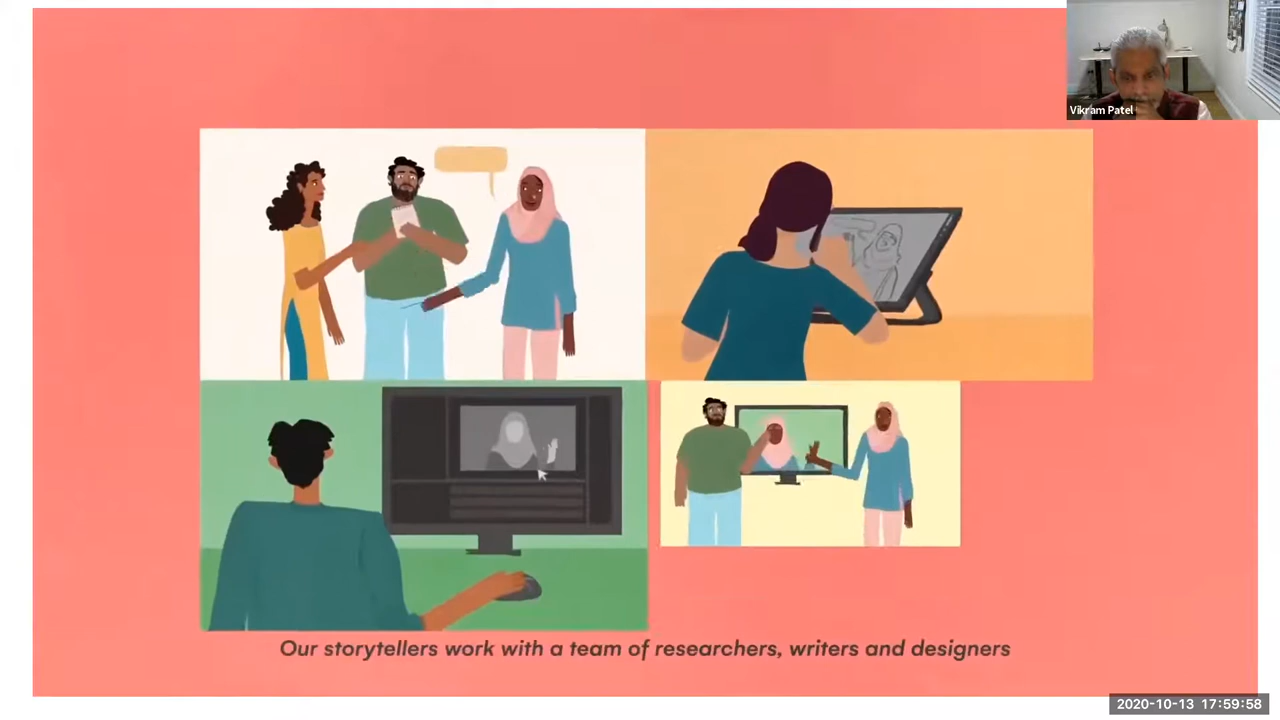 Vikram Patel
Our storytellers work with a team of researchers, writers and designers
2020-10-13 17:59:58